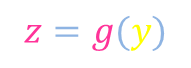 z = g(y)